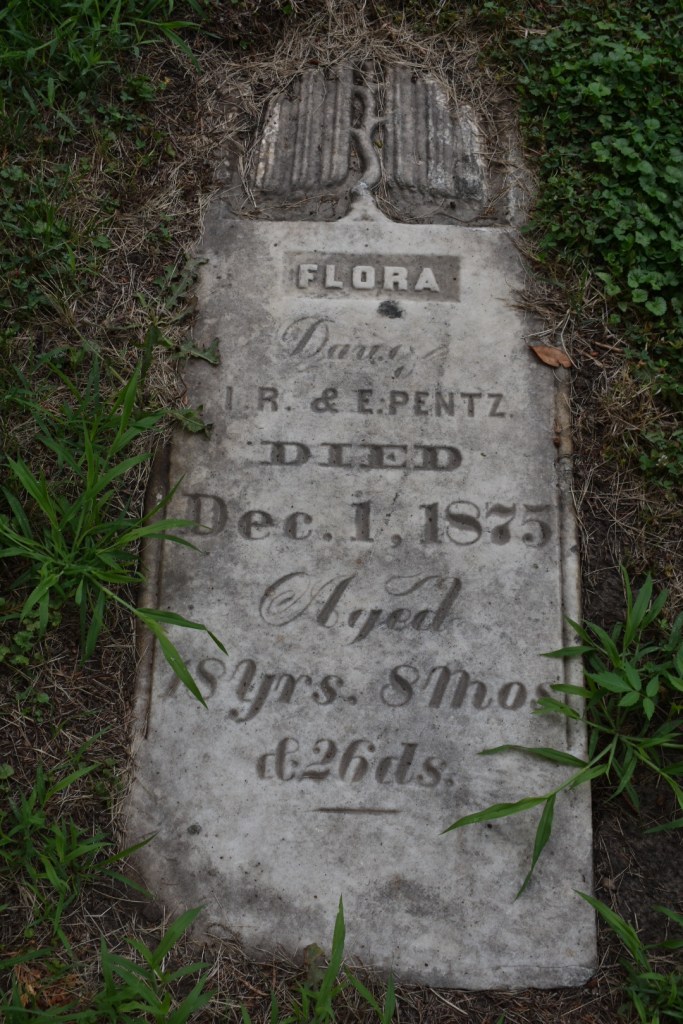 FLORA
Daug.
I. R. & E. PENTZ.
DIED
Dec. 1, 1875
Aged
18 Yrs. 8 Mos
& 26 ds.